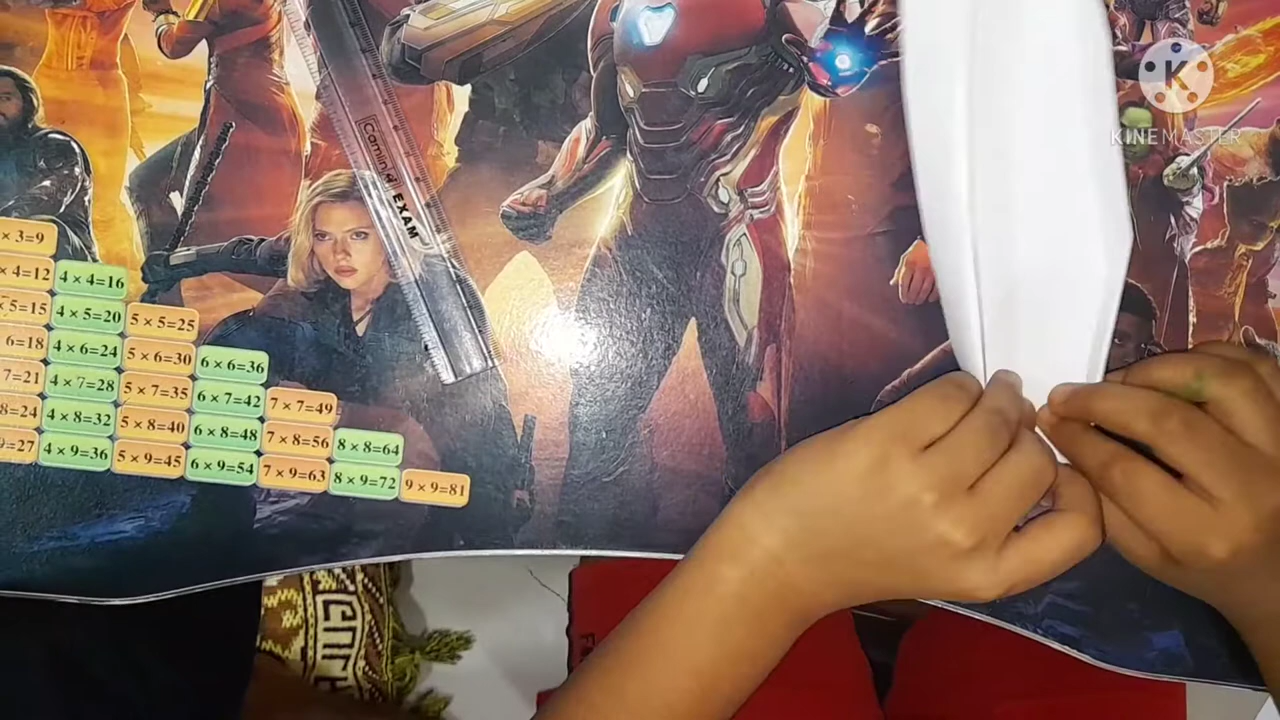 K
KINEMASTER
Camlin
EXAM
× 3=9
× 4=12 4 × 4=16
×5=15 4 × 5=20 5 × 5=25
6=18 4 × 6=24 5 × 6=30 6 × 6=36
7=21 4 × 7=28 5 × 7=35 6 × 7=42 7 × 7=49
8=24 4 × 8=32 5 × 8=40 6 × 8=48 7 × 8=56 8 × 8=64
=27 4 × 9=36 5 × 9=45 6 × 9=54 7 × 9=63 8 × 9=72 9 × 9=81